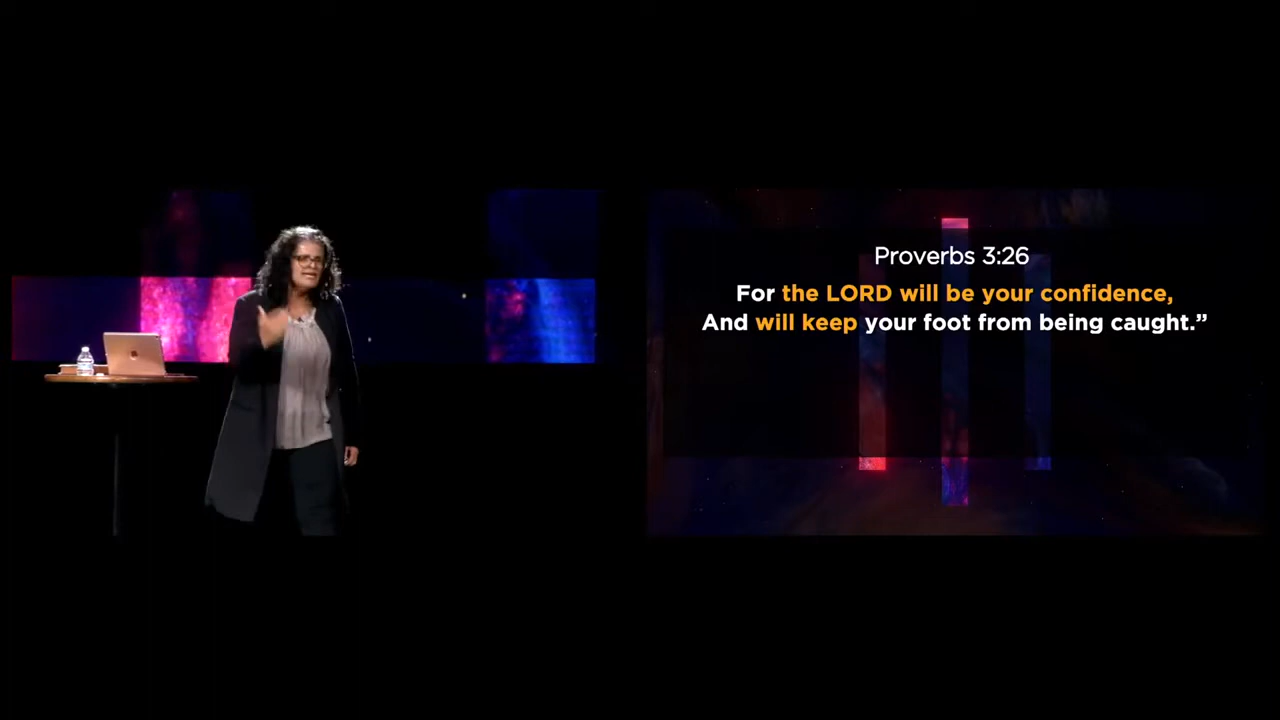 Proverbs 3:26
For the LORD will be your confidence,
And will keep your foot from being caught.”